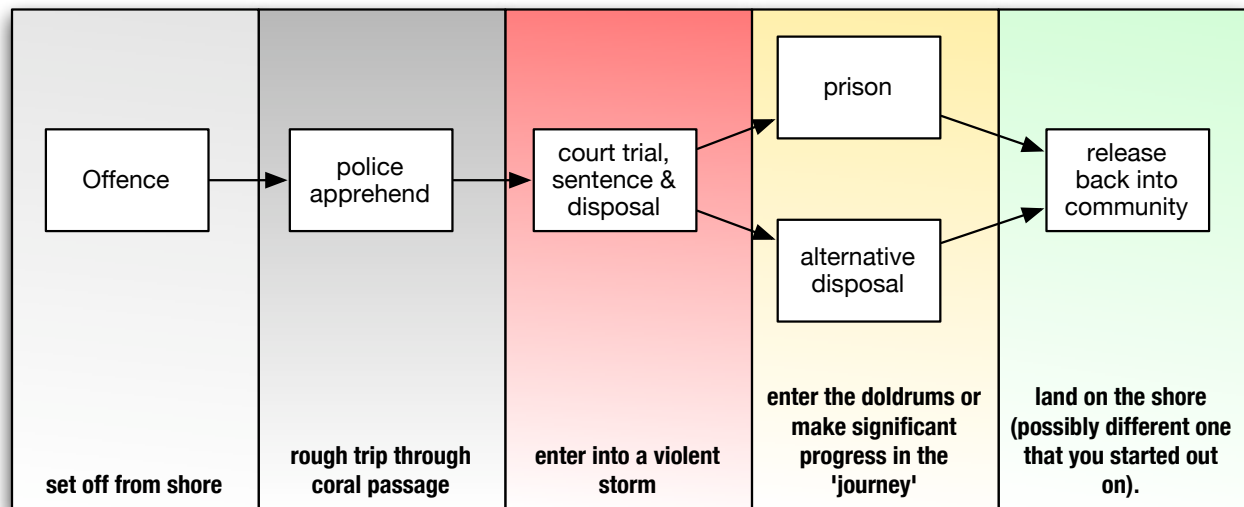 Offence
police
apprehend
court trial,
sentence &
disposal
prison
alternative
disposal
release
back into
community
set off from shore
rough trip through
coral passage
enter into a violent
storm
enter the doldrums or
make significant
progress in the
'journey'
land on the shore
(possibly different one
that you started out
on).